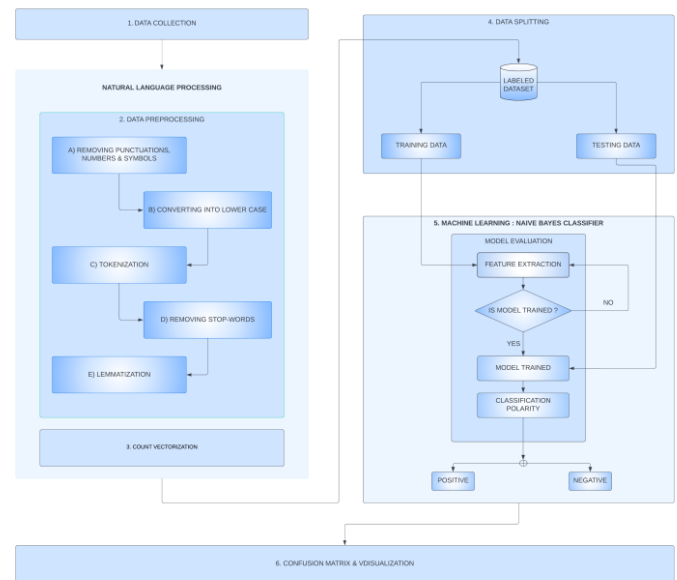 1. DATA COLLECTION
NATURAL LANGUAGE PROCESSING
2. DATA PREPROCESSING
A) REMOVING PUNCTUATIONS,
NUMBERS & SYMBOLS
B) CONVERTING INTO LOWER CASE
C) TOKENIZATION
D) REMOVING STOP-WORDS
E) LEMMATIZATION
3. COUNT VECTORIZATION
4. DATA SPLITTING
LABELED
DATASET
TRAINING DATA
TESTING DATA
5. MACHINE LEARNING : NAIVE BAYES CLASSIFIER
MODEL EVALUATION
FEATURE EXTRACTION
IS MODEL TRAINED ?
NO
YES
MODEL TRAINED
CLASSIFICATION
POLARITY
POSITIVE
NEGATIVE
6. CONFUSION MATRIX & VDISUALIZATION